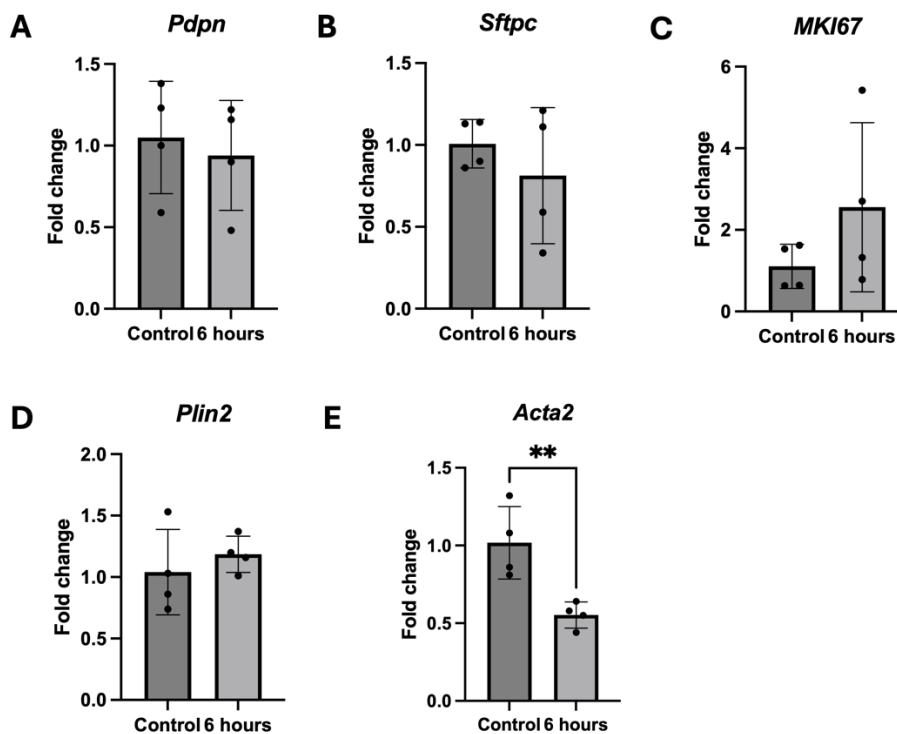 A
Pdpn
Fold change
1.5
1.0
0.5
0.0
Control 6 hours
B
Sftpc
Fold change
1.5
1.0
0.5
0.0
Control 6 hours
C
MKI67
Fold change
6
4
2
0
Control 6 hours
D
Plin2
Fold change
2.0
1.5
1.0
0.5
0.0
Control 6 hours
E
Acta2
**
Fold change
1.5
1.0
0.5
0.0
Control 6 hours